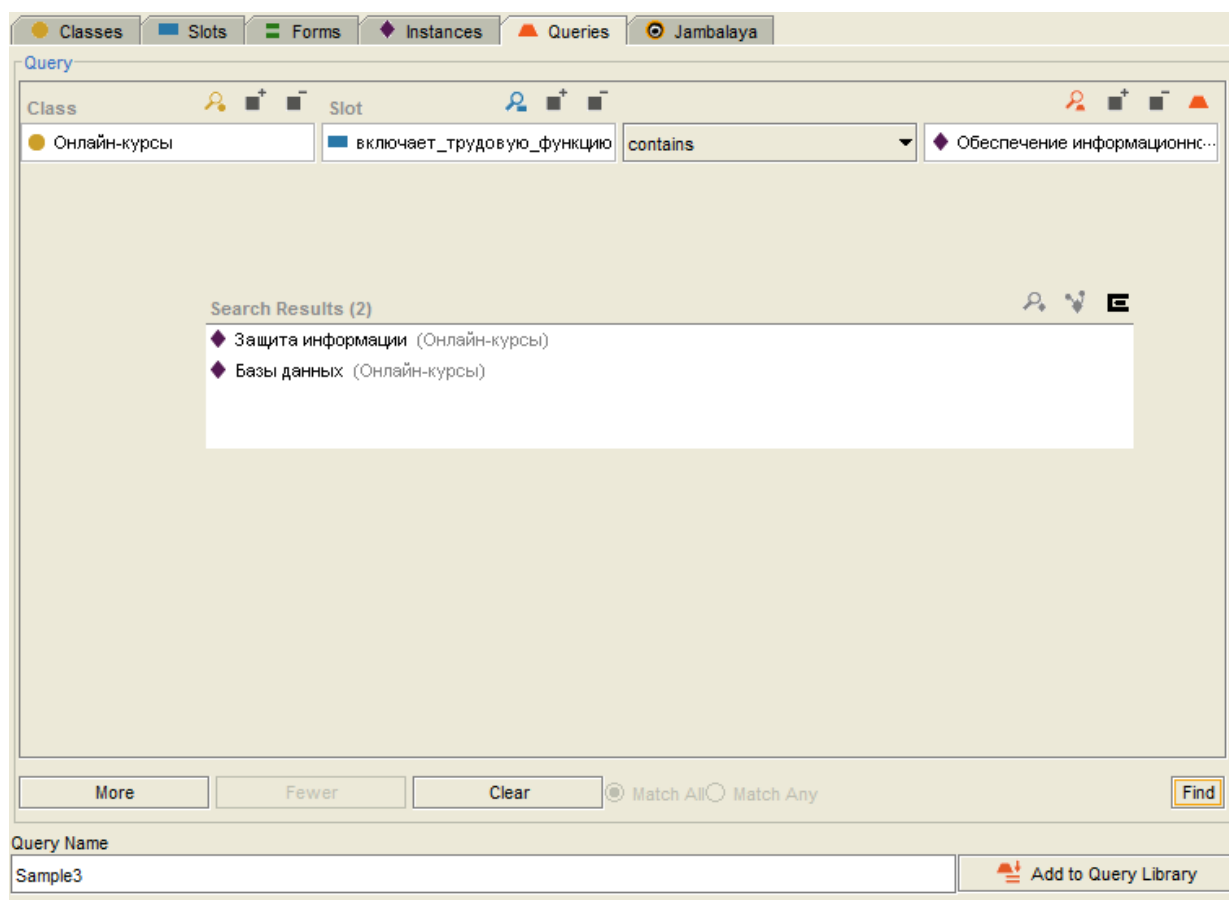 Classes Slots Forms Instances Queries Jambalaya
Query
Class Slot
Онлайн-курсы включает_трудовую_функцию contains Обеспечение информационнс...
Search Results (2)
Защита информации (Онлайн-курсы)
Базы данных (Онлайн-курсы)
More Fewer Clear Match All Match Any Find
Query Name
Sample3 Add to Query Library